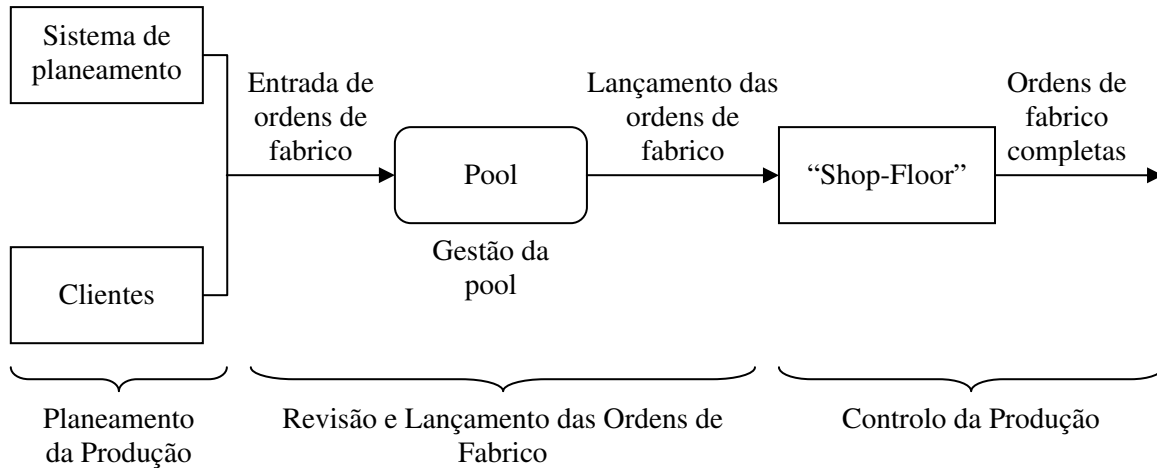 Sistema de
planeamento
Entrada de
ordens de
fabrico
Lançamento das
ordens de
fabrico
Ordens de
fabrico
completas
Pool
“Shop-Floor”
Gestão da
pool
Clientes
Planeamento
da Produção
Revisão e Lançamento das Ordens de
Fabrico
Controlo da Produção